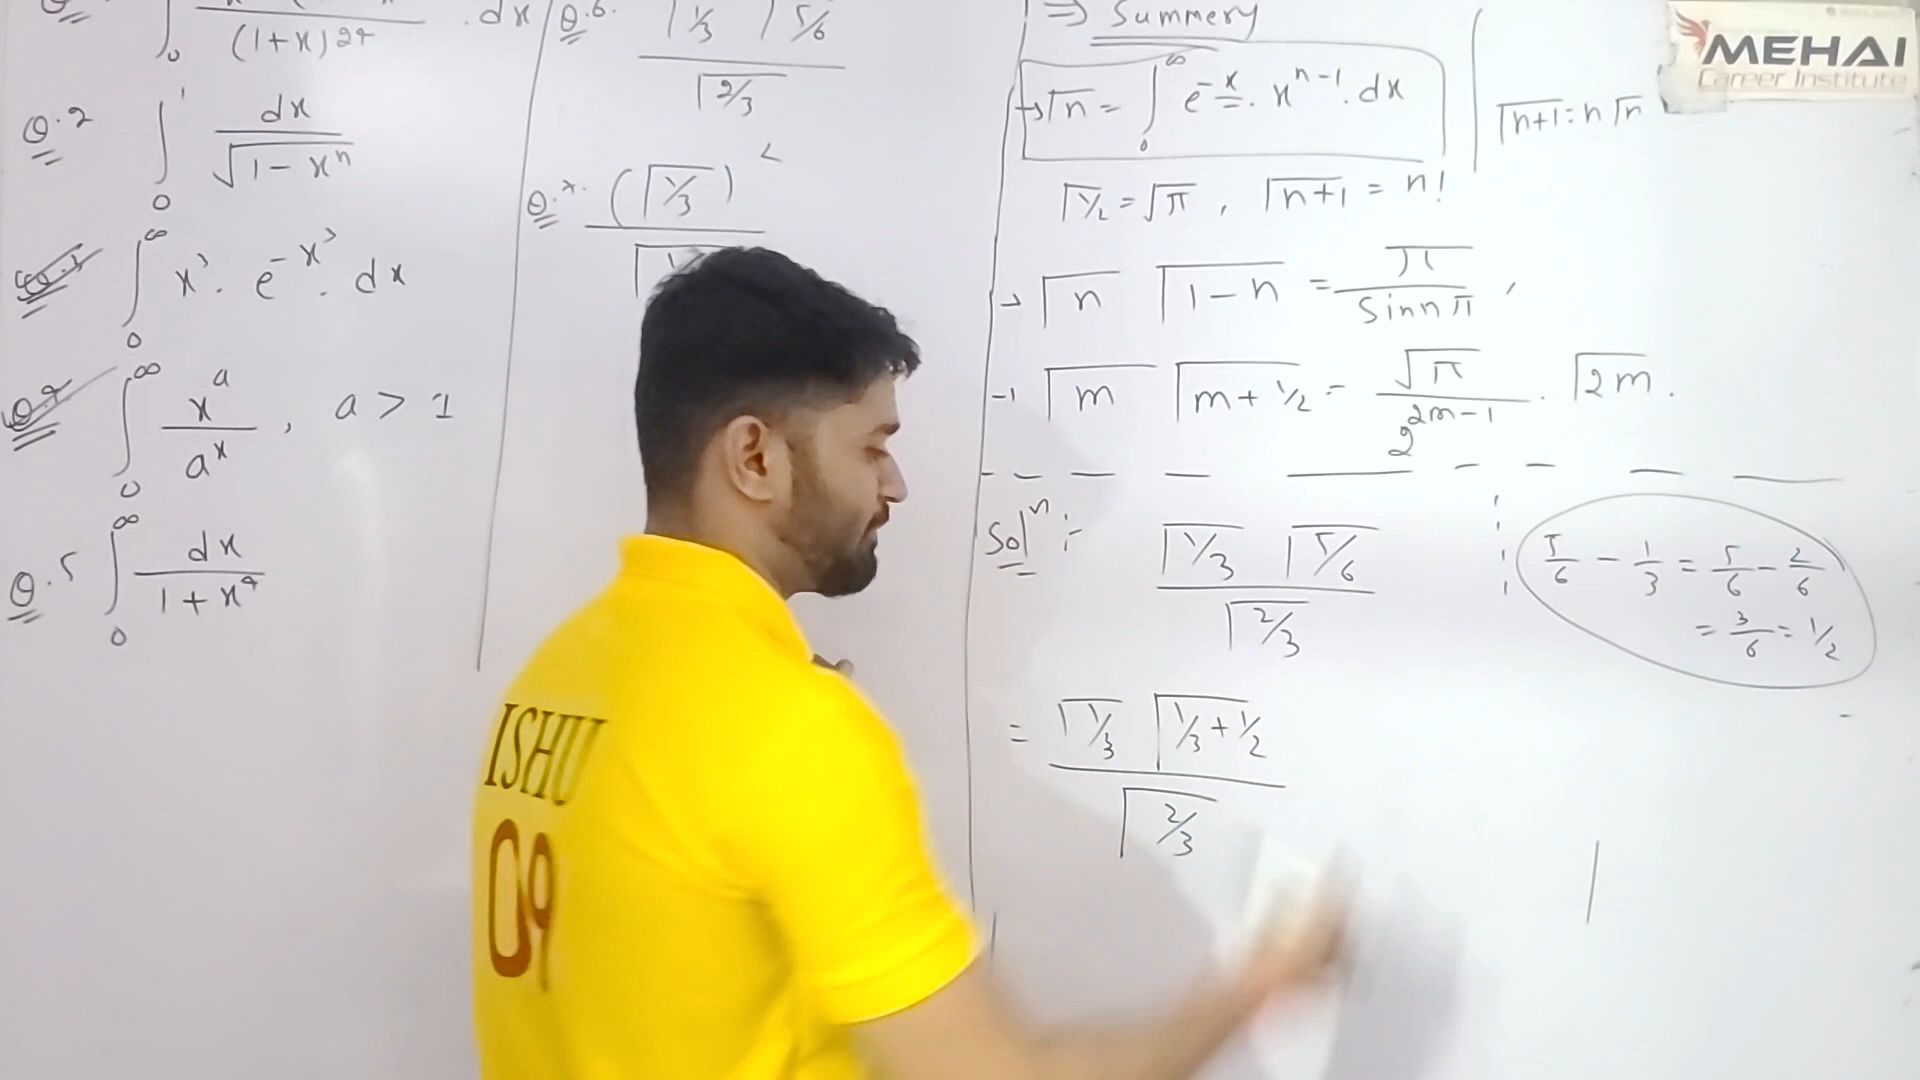 (1+x)24 . dx
Q.2 ∫₀¹ dx / √(1-xⁿ)
∫₀^∞ x³. e^-x³. dx
∫₀^∞ x^a / a^x , a > 1
Q.5 ∫₀^∞ dx / 1+x⁴
Q.6. Γ1/3 Γ5/6 / Γ2/3
(Γ1/3)² / Γ
⇒ Summery
→ Γn = ∫₀^∞ e^-x. x^n-1. dx
Γn+1 = n Γn
Γ1/2 = √π , Γn+1 = n!
→ Γn Γ1-n = π / Sin nπ ,
→ Γm Γm+1/2 = √π / 2^2m-1 . Γ2m.
Solⁿ :- Γ1/3 Γ5/6 / Γ2/3
5/6 - 1/3 = 5/6 - 2/6
= 3/6 = 1/2
= Γ1/3 Γ1/3+1/2 / Γ2/3
MEHAI
Career Institute
ISHU
09